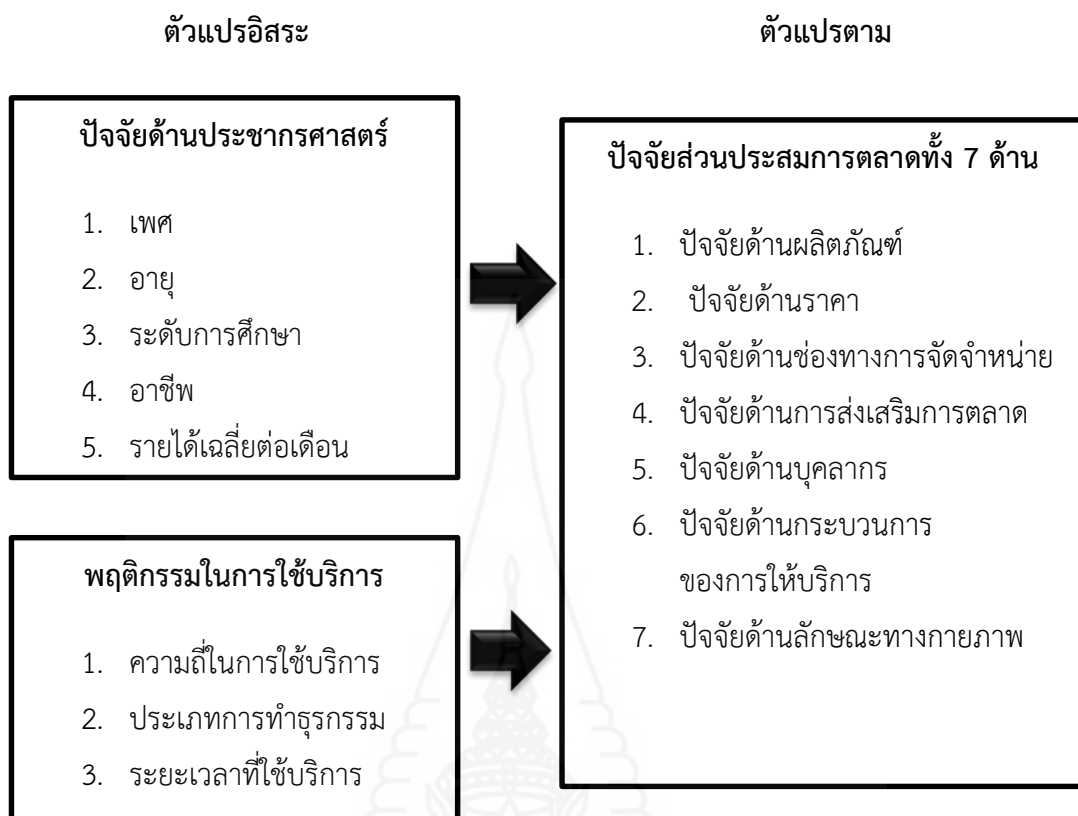 ตัวแปรอิสระ
ตัวแปรตาม
ปัจจัยด้านประชากรศาสตร์
1. เพศ
2. อายุ
3. ระดับการศึกษา
4. อาชีพ
5. รายได้เฉลี่ยต่อเดือน
พฤติกรรมในการใช้บริการ
1. ความถี่ในการใช้บริการ
2. ประเภทการทำธุรกรรม
3. ระยะเวลาที่ใช้บริการ
ปัจจัยส่วนประสมการตลาดทั้ง 7 ด้าน
1. ปัจจัยด้านผลิตภัณฑ์
2. ปัจจัยด้านราคา
3. ปัจจัยด้านช่องทางการจัดจำหน่าย
4. ปัจจัยด้านการส่งเสริมการตลาด
5. ปัจจัยด้านบุคลากร
6. ปัจจัยด้านกระบวนการ
ของการให้บริการ
7. ปัจจัยด้านลักษณะทางกายภาพ